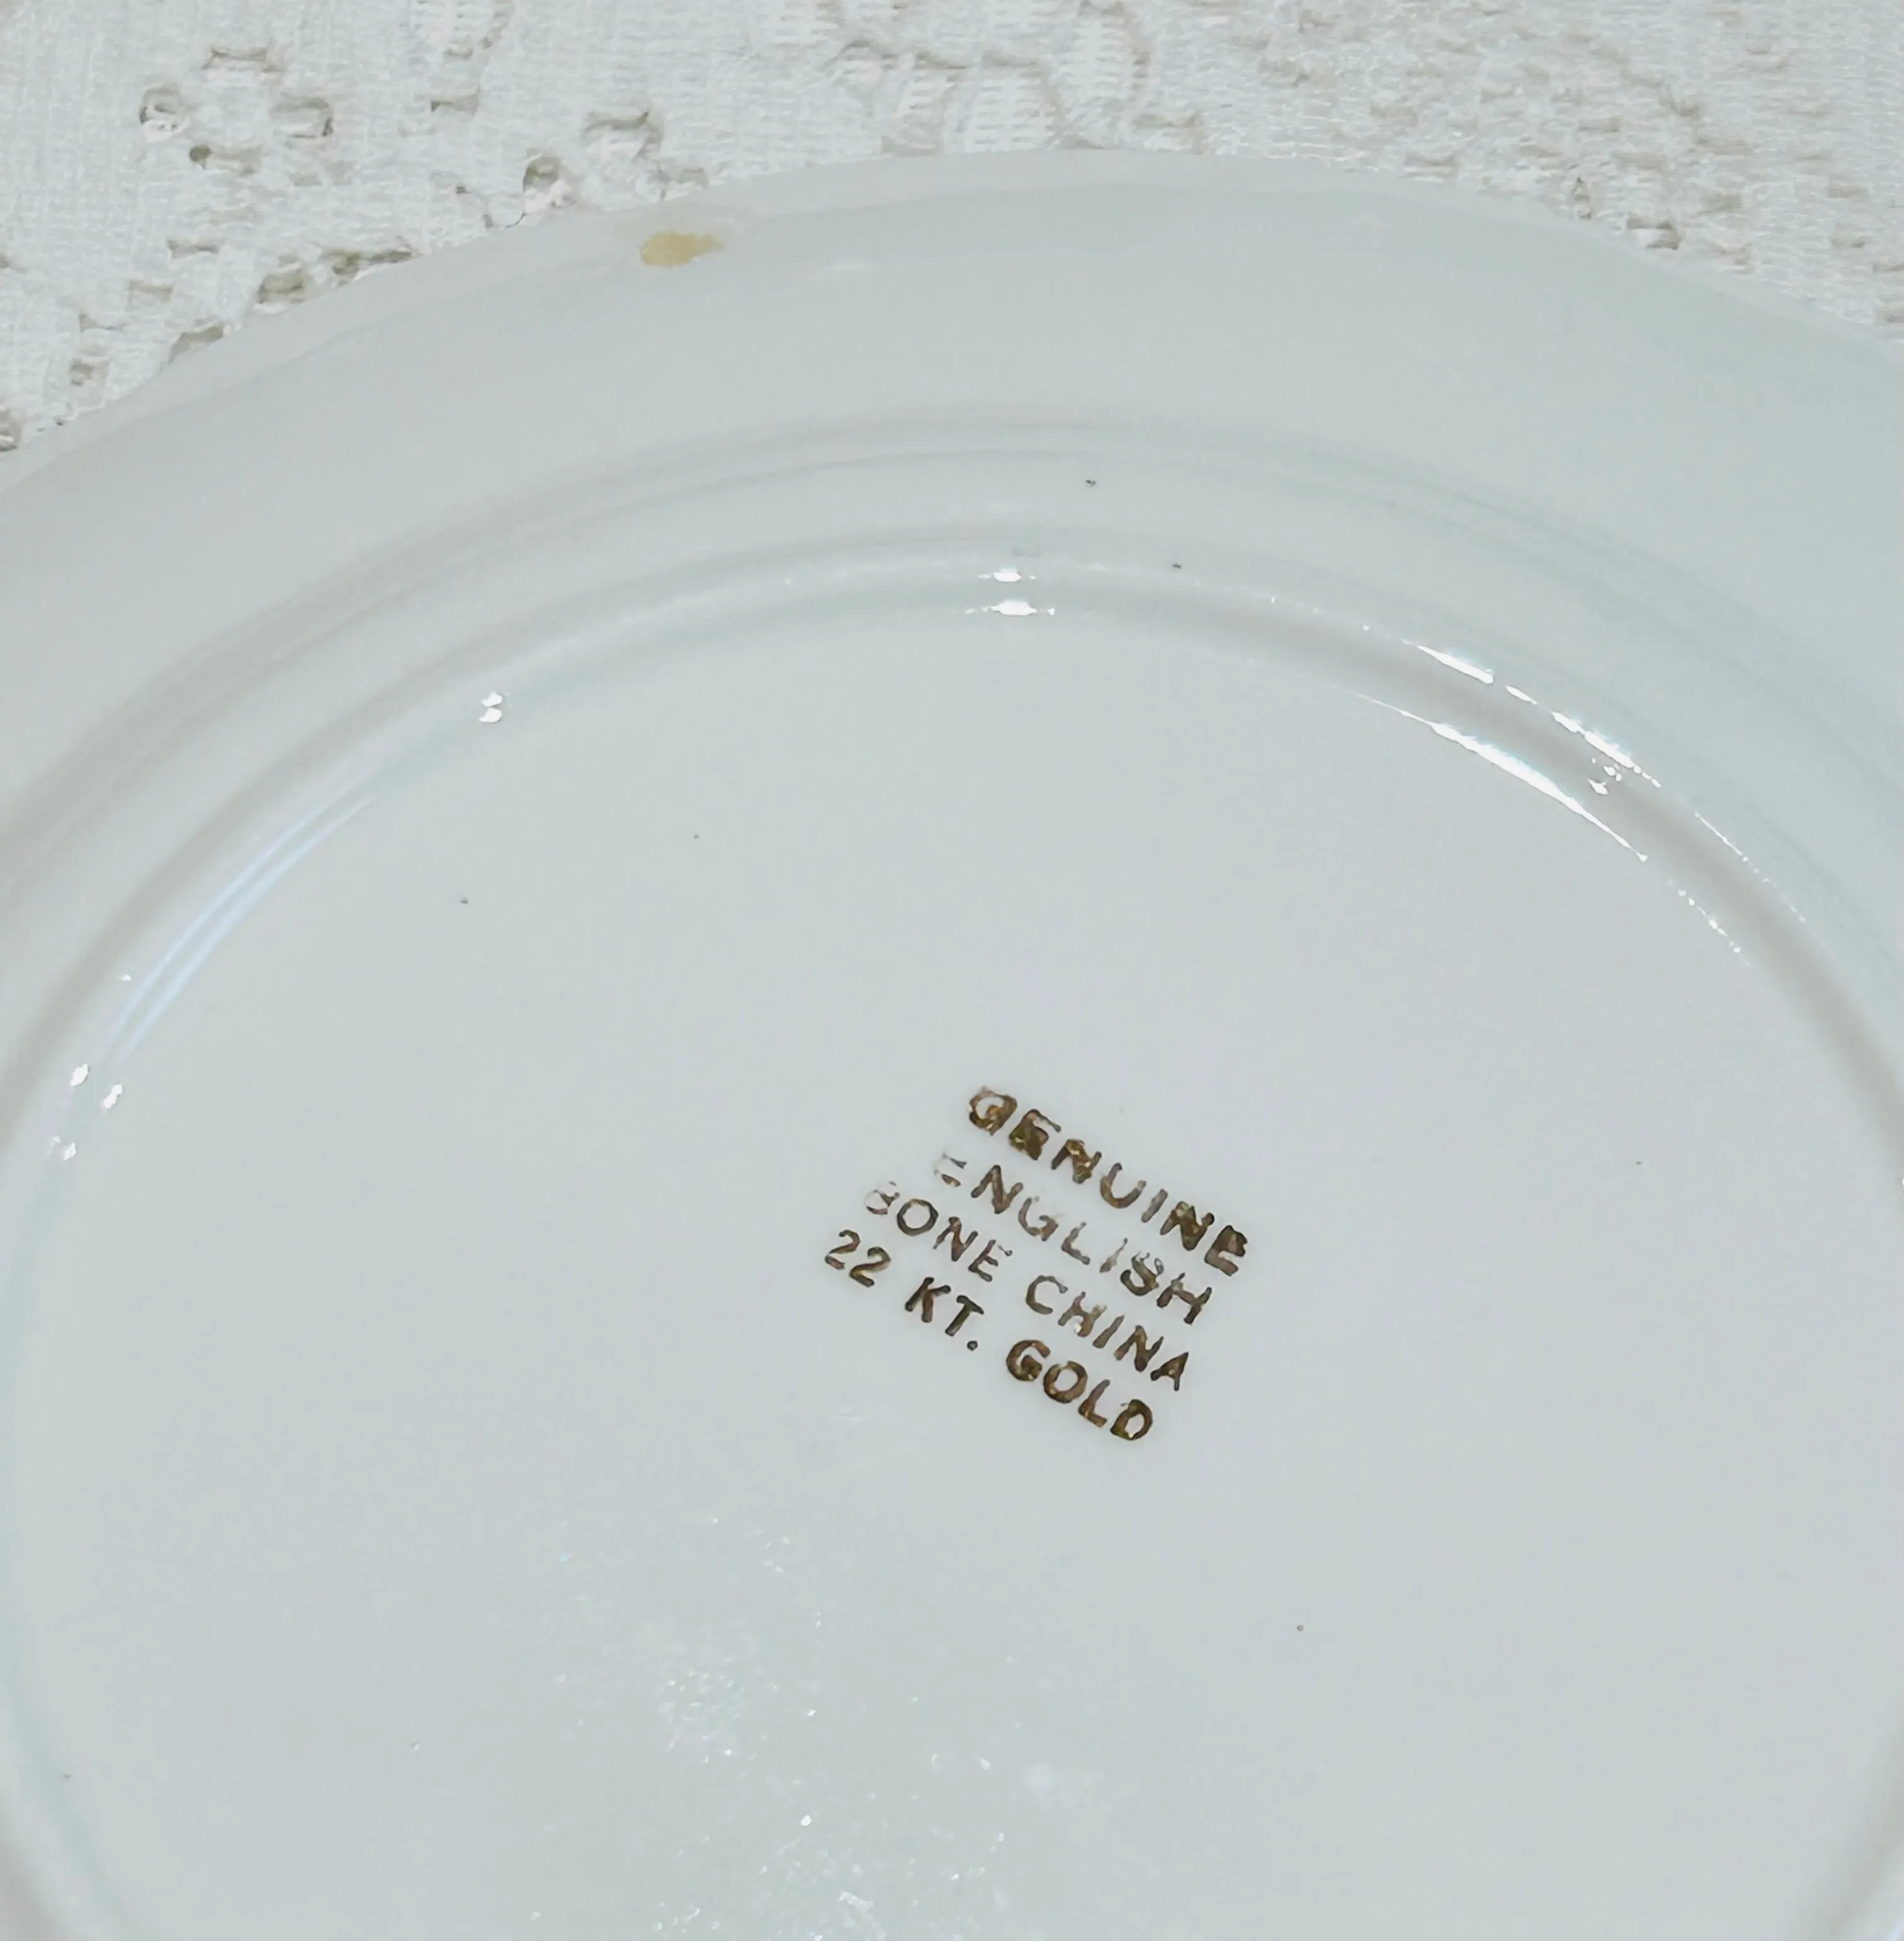 GENUINE
ENGLISH
BONE CHINA
22 KT. GOLD